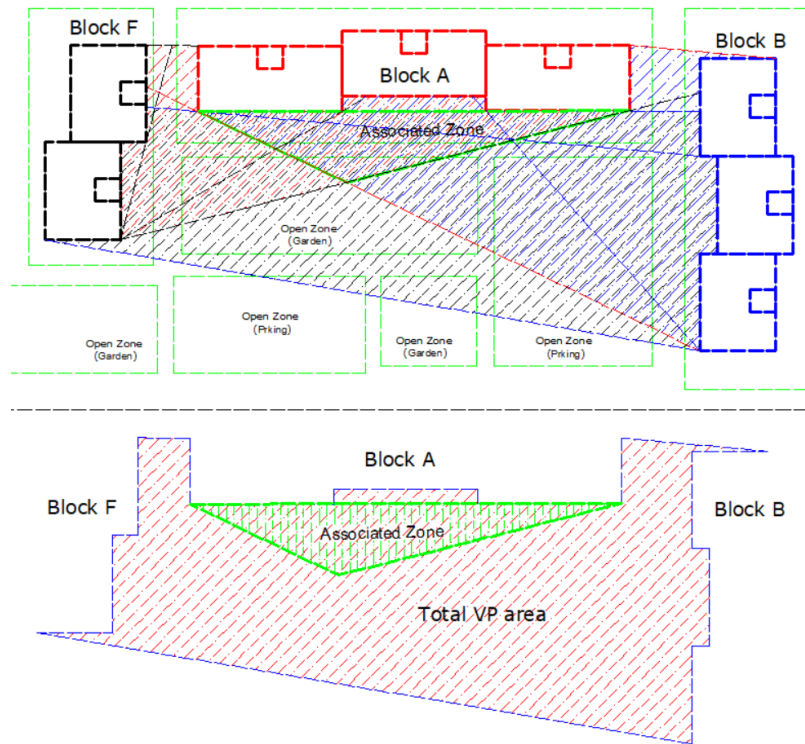 Block F
Block B
Block A
Associated Zone
Open Zone
(Garden)
Open Zone
(Prking)
Open Zone
(Garden)
Open Zone
(Garden)
Open Zone
(Prking)
Block A
Block F
Block B
Associated Zone
Total VP area